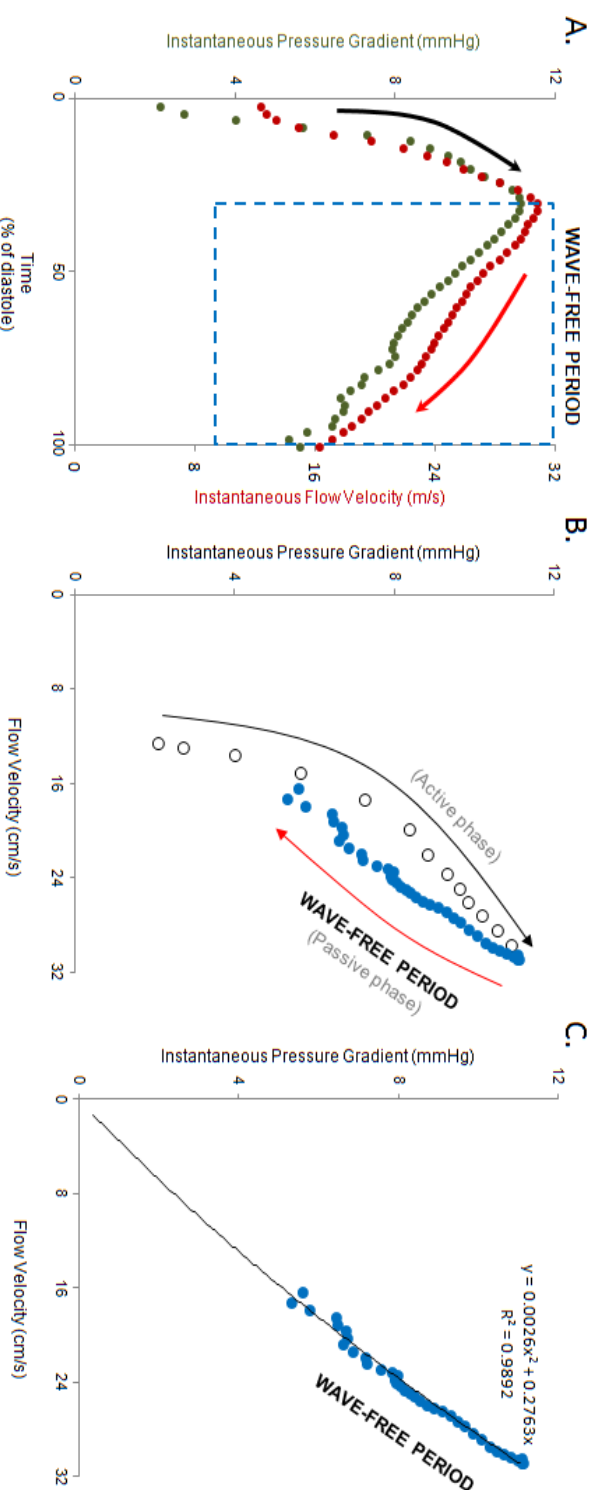 A.
WAVE-FREE PERIOD
Instantaneous Pressure Gradient (mmHg)
12
8
4
0
0
50
100
Time
(% of diastole)
32
24
16
8
0
Instantaneous Flow Velocity (m/s)
B.
Instantaneous Pressure Gradient (mmHg)
12
8
4
0
0
8
16
24
32
Flow Velocity (cm/s)
(Active phase)
WAVE-FREE PERIOD
(Passive phase)
C.
Instantaneous Pressure Gradient (mmHg)
12
8
4
0
0
8
16
24
32
Flow Velocity (cm/s)
y = 0.0026x² + 0.2763x
R² = 0.9892
WAVE-FREE PERIOD